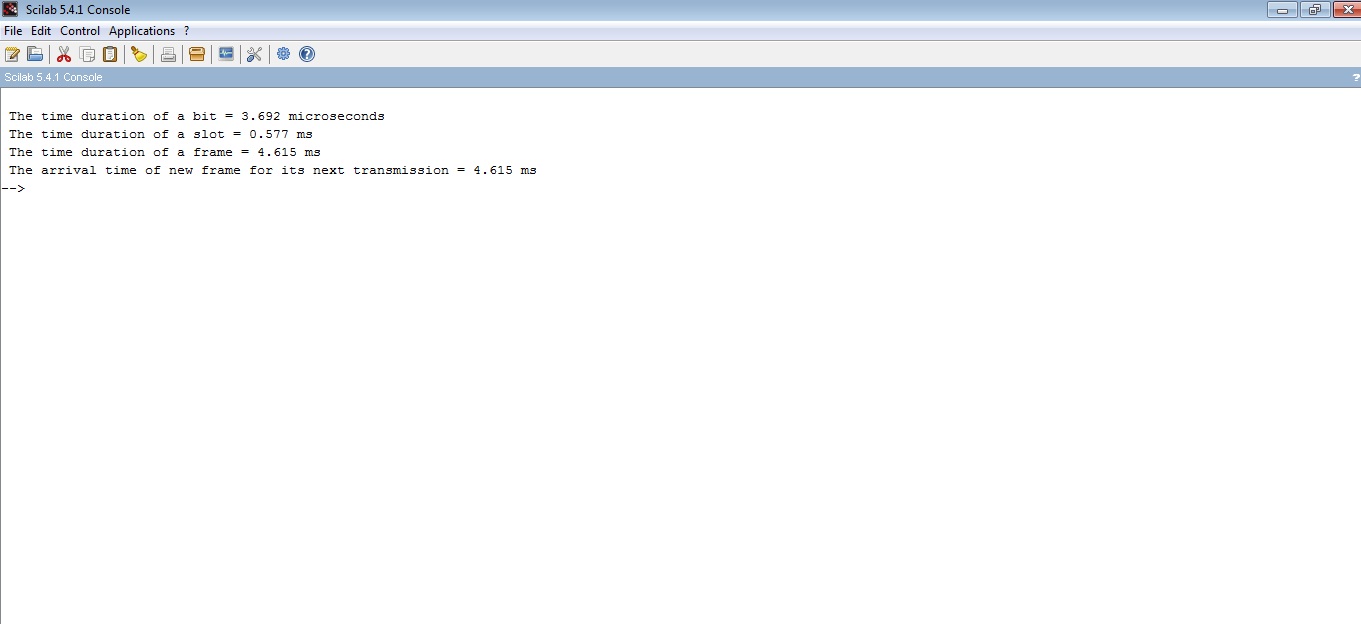 Scilab 5.4.1 Console
File Edit Control Applications ?
Scilab 5.4.1 Console ?
The time duration of a bit = 3.692 microseconds
The time duration of a slot = 0.577 ms
The time duration of a frame = 4.615 ms
The arrival time of new frame for its next transmission = 4.615 ms
-->